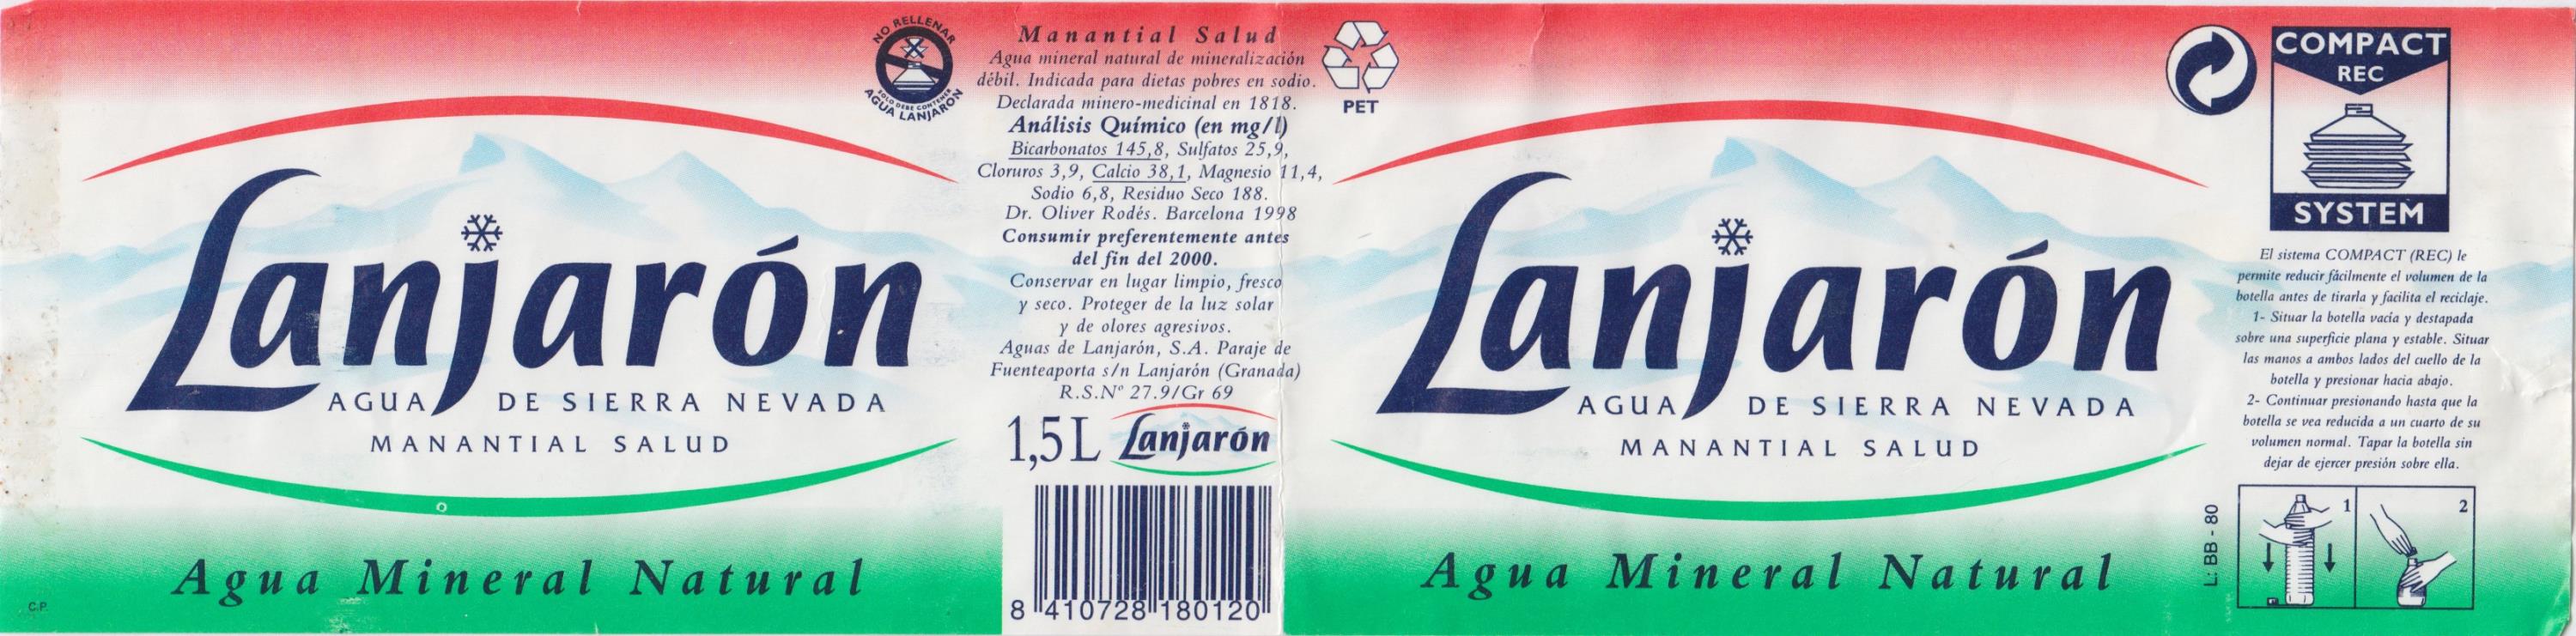 Lanjarón
AGUA DE SIERRA NEVADA
MANANTIAL SALUD
Agua Mineral Natural
C.P.
NO RELLENAR
SOLO DEBE CONTENER
AGUA LANJARON
Manantial Salud
Agua mineral natural de mineralización
débil. Indicada para dietas pobres en sodio.
Declarada minero-medicinal en 1818.
Análisis Químico (en mg/l)
Bicarbonatos 145,8, Sulfatos 25,9,
Cloruros 3,9, Calcio 38,1, Magnesio 11,4,
Sodio 6,8, Residuo Seco 188.
Dr. Oliver Rodés. Barcelona 1998
Consumir preferentemente antes
del fin del 2000.
Conservar en lugar limpio, fresco
y seco. Proteger de la luz solar
y de olores agresivos.
Aguas de Lanjarón, S.A. Paraje de
Fuenteaporta s/n Lanjarón (Granada)
R.S.Nº 27.9/Gr 69
1,5 L Lanjarón
8 410728 180120
PET
Lanjarón
AGUA DE SIERRA NEVADA
MANANTIAL SALUD
Agua Mineral Natural
COMPACT
REC
SYSTEM
El sistema COMPACT (REC) le
permite reducir fácilmente el volumen de la
botella antes de tirarla y facilita el reciclaje.
1- Situar la botella vacía y destapada
sobre una superficie plana y estable. Situar
las manos a ambos lados del cuello de la
botella y presionar hacia abajo.
2- Continuar presionando hasta que la
botella se vea reducida a un cuarto de su
volumen normal. Tapar la botella sin
dejar de ejercer presión sobre ella.
L: BB - 80
1
2